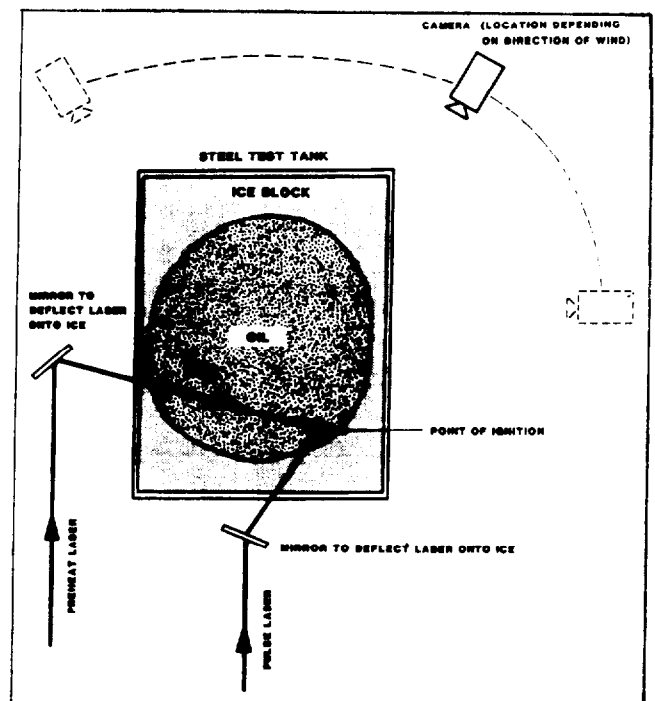 CAMERA (LOCATION DEPENDING
ON DIRECTION OF WIND)
STEEL TEST TANK
ICE BLOCK
MIRROR TO
DEFLECT LASER
ONTO ICE
OIL
POINT OF IGNITION
MIRROR TO DEFLECT LASER ONTO ICE
PREHEAT LASER
PULSE LASER